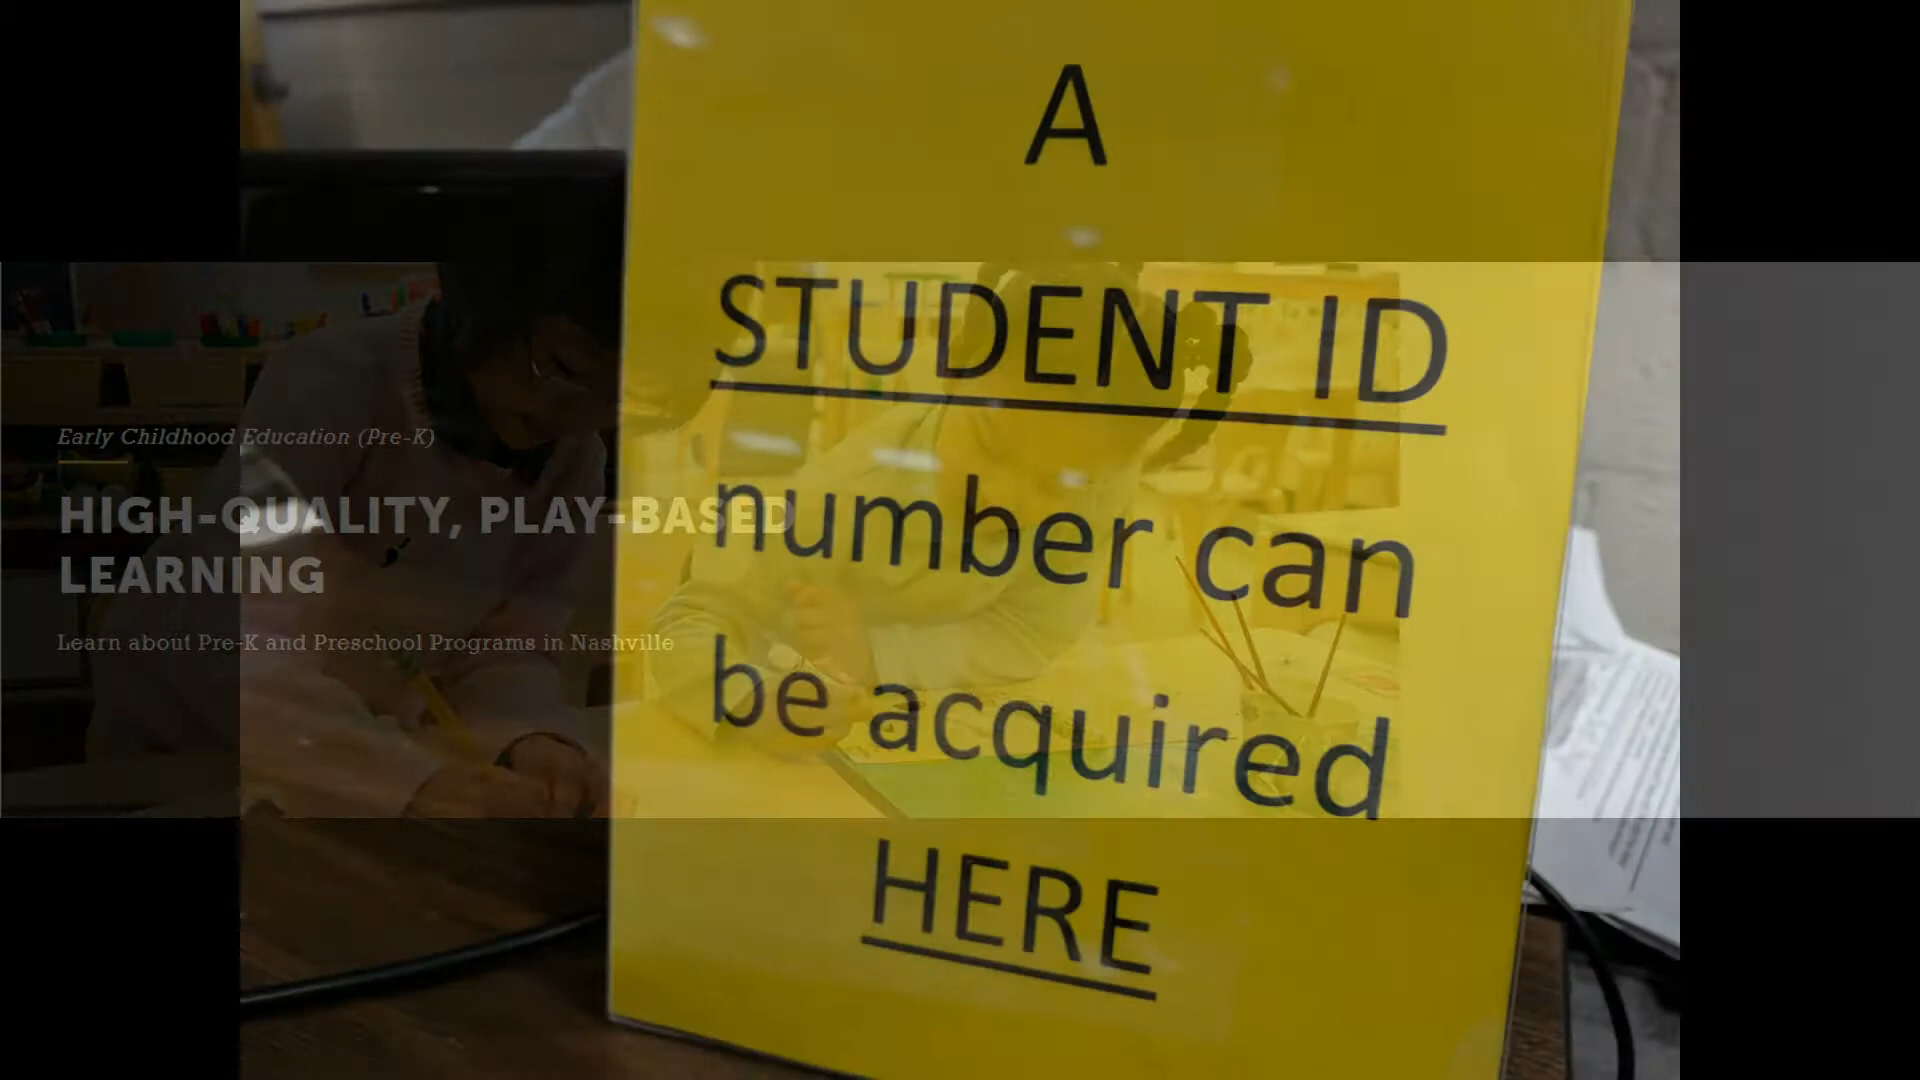 A
STUDENT ID
number can
be acquired
HERE
Early Childhood Education (Pre-K)
HIGH-QUALITY, PLAY-BASED
LEARNING
Learn about Pre-K and Preschool Programs in Nashville